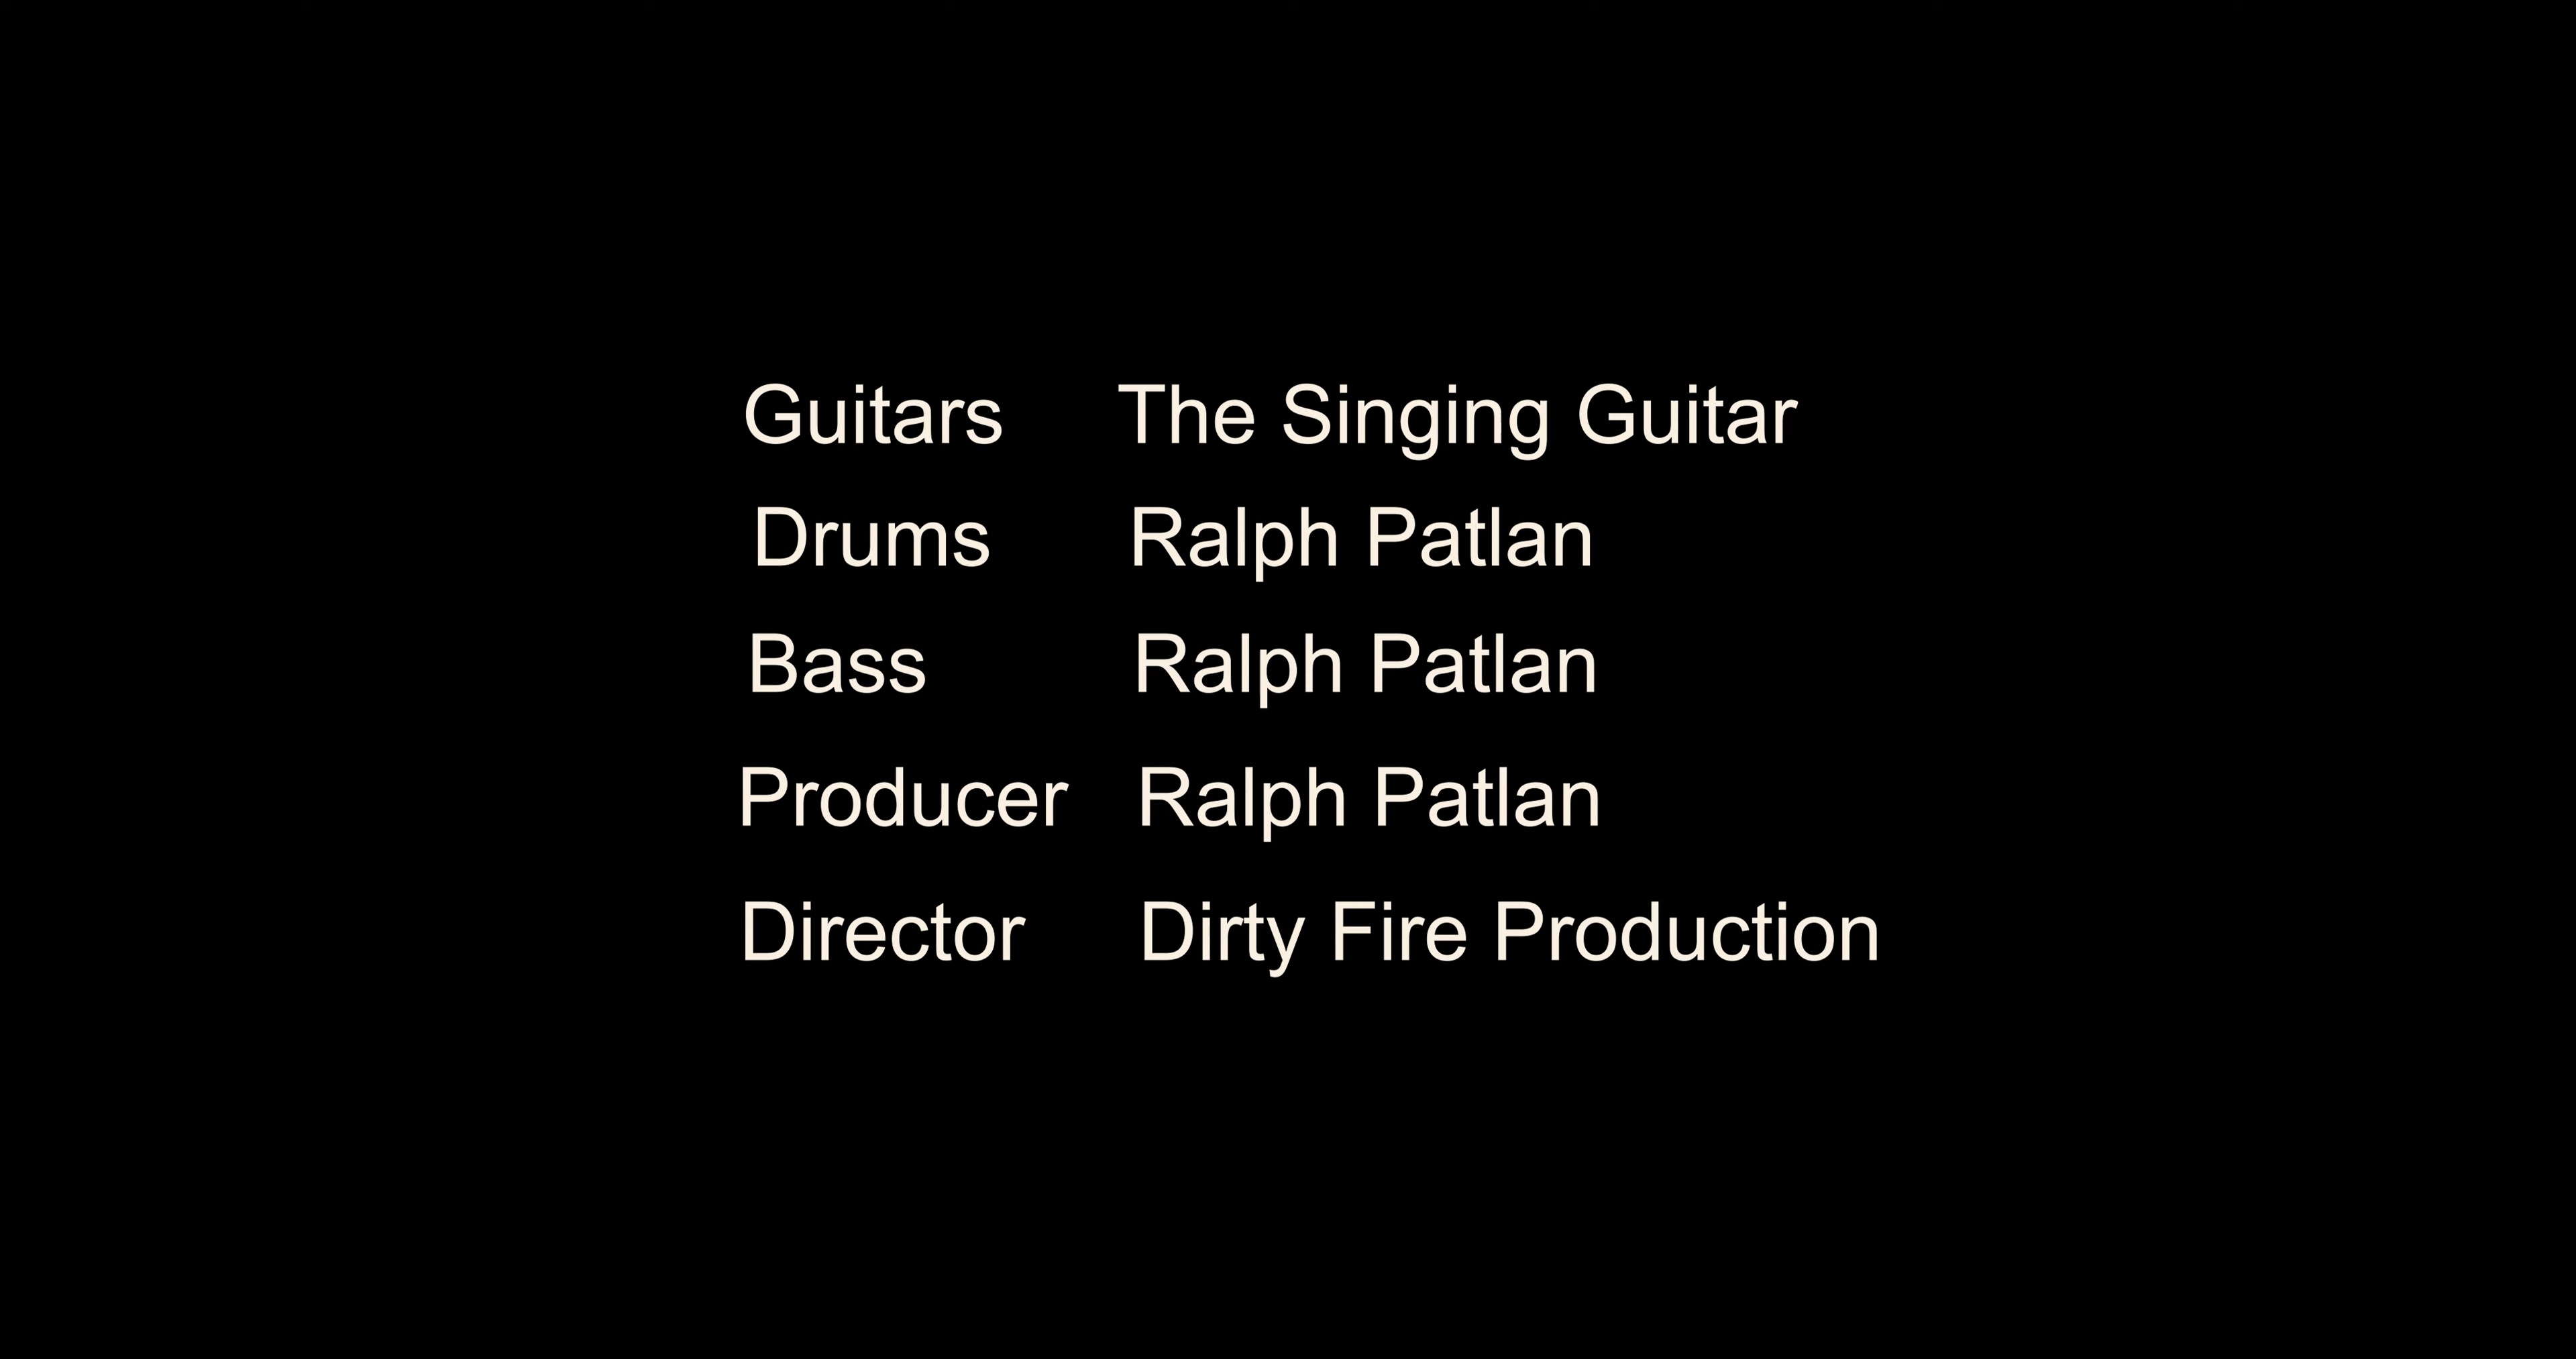 Guitars The Singing Guitar
Drums Ralph Patlan
Bass Ralph Patlan
Producer Ralph Patlan
Director Dirty Fire Production